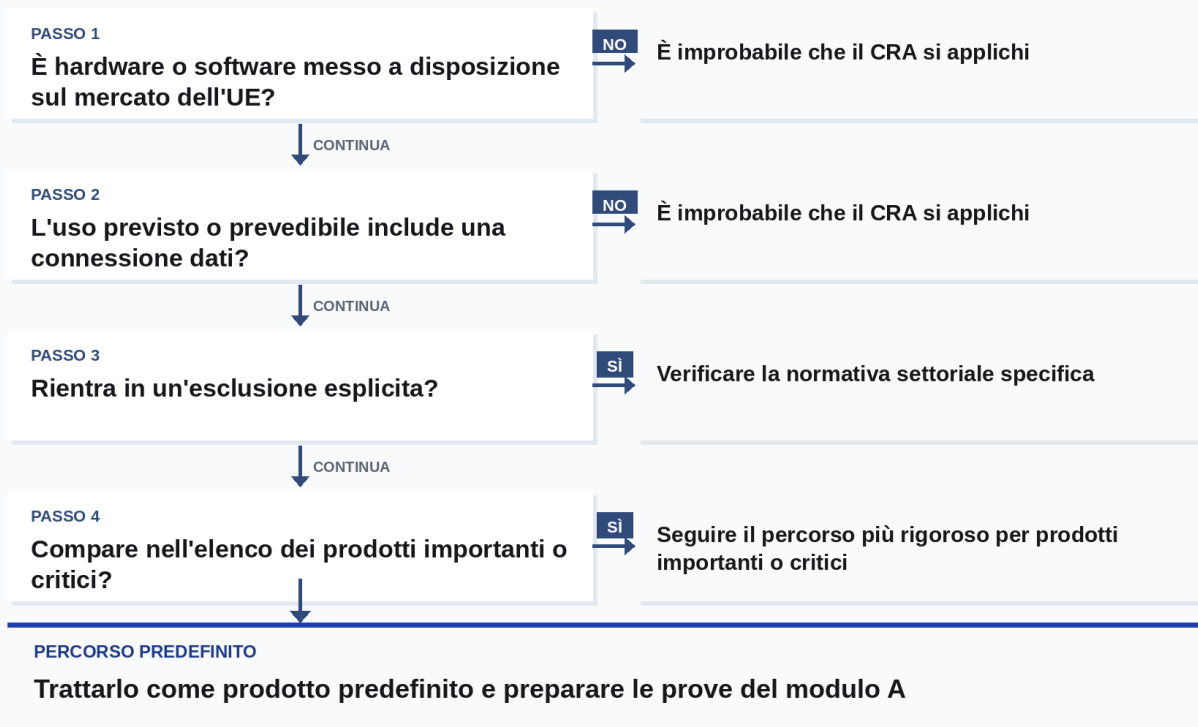 PASSO 1
È hardware o software messo a disposizione
sul mercato dell'UE?
NO
È improbabile che il CRA si applichi
CONTINUA
PASSO 2
L'uso previsto o prevedibile include una
connessione dati?
NO
È improbabile che il CRA si applichi
CONTINUA
PASSO 3
Rientra in un'esclusione esplicita?
SÌ
Verificare la normativa settoriale specifica
CONTINUA
PASSO 4
Compare nell'elenco dei prodotti importanti o
critici?
SÌ
Seguire il percorso più rigoroso per prodotti
importanti o critici
PERCORSO PREDEFINITO
Trattarlo come prodotto predefinito e preparare le prove del modulo A